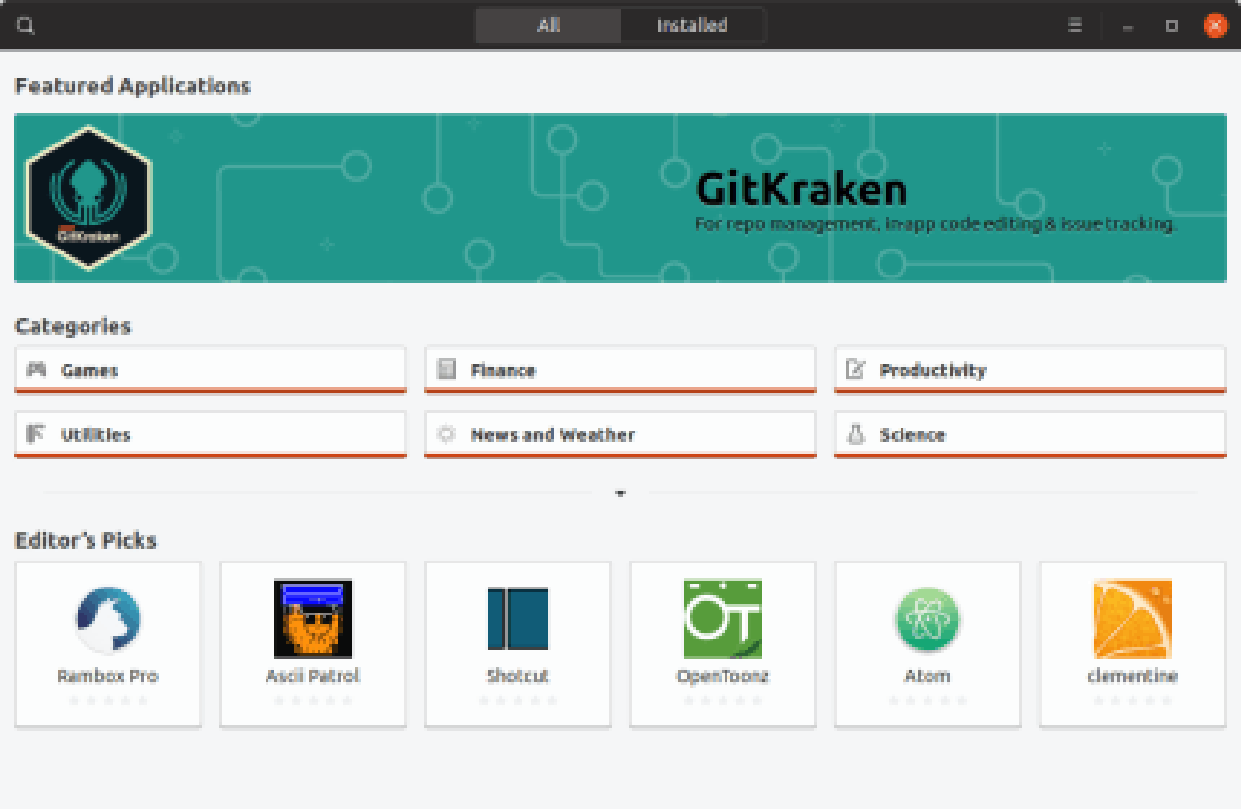 All
Installed
Featured Applications
GitKraken
GitKraken
For repo management, in-app code editing & issue tracking.
Categories
Games
Finance
Productivity
Utilities
News and Weather
Science
Editor's Picks
OT
Rambox Pro
Ascii Patrol
Shotcut
OpenToonz
Atom
clementine